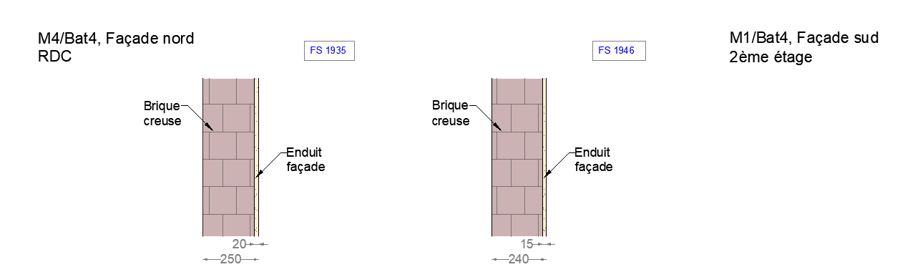 M4/Bat4, Façade nord
RDC
FS 1935
Brique
creuse
Enduit
façade
20
250
FS 1946
M1/Bat4, Façade sud
2ème étage
Brique
creuse
Enduit
façade
15
240